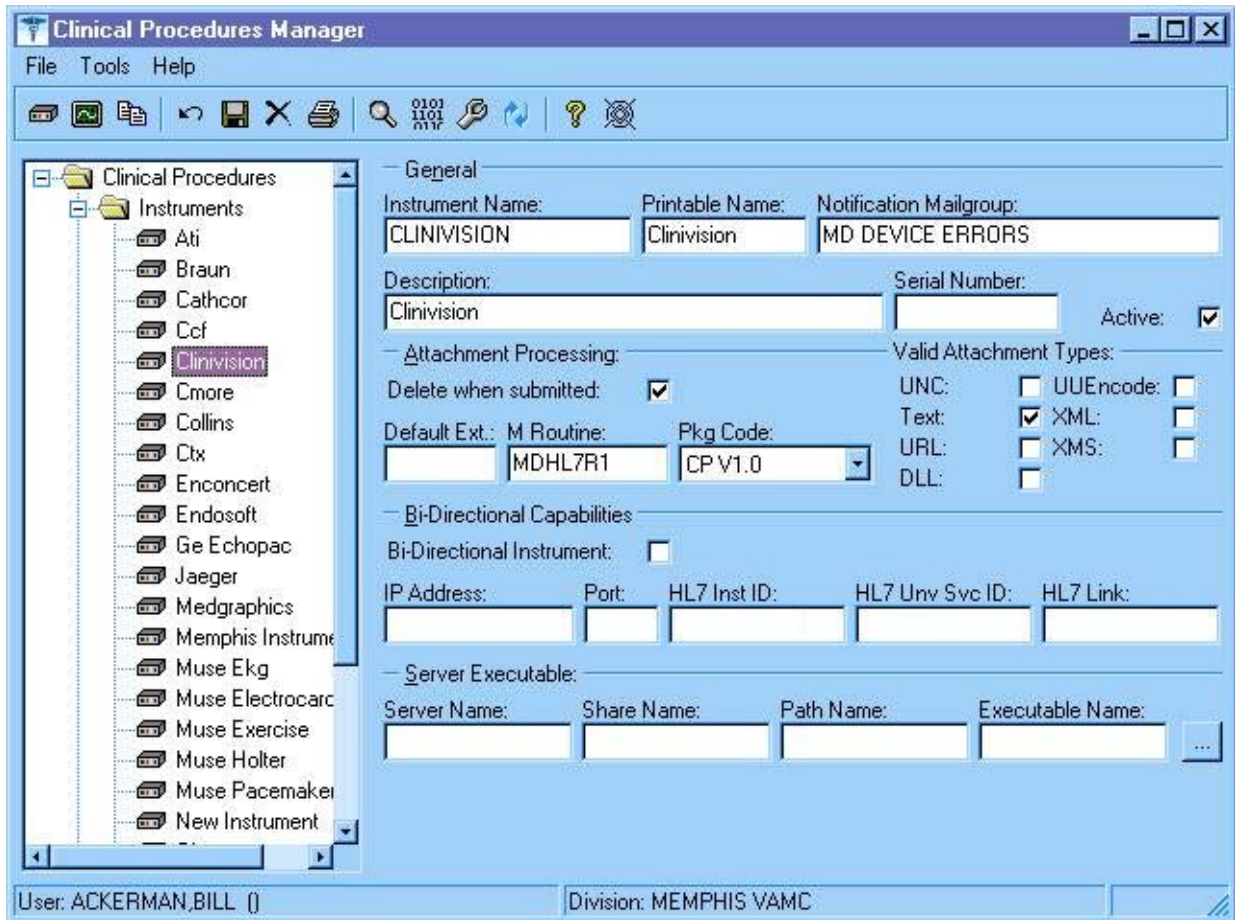 Clinical Procedures Manager
File Tools Help
Clinical Procedures
Instruments
Ati
Braun
Cathcor
Ccf
Clinivision
Cmore
Collins
Ctx
Enconcert
Endosoft
Ge Echopac
Jaeger
Medgraphics
Memphis Instrume
Muse Ekg
Muse Electrocard
Muse Exercise
Muse Holter
Muse Pacemaker
New Instrument
General
Instrument Name: Printable Name: Notification Mailgroup:
CLINIVISION Clinivision MD DEVICE ERRORS
Description: Serial Number:
Clinivision
Active:
Attachment Processing: Valid Attachment Types:
Delete when submitted: UNC: UUEncode:
Text: XML:
Default Ext.: M Routine: Pkg Code: URL: XMS:
MDHL7R1 CP V1.0 DLL:
Bi-Directional Capabilities
Bi-Directional Instrument:
IP Address: Port: HL7 Inst ID: HL7 Unv Svc ID: HL7 Link:
Server Executable:
Server Name: Share Name: Path Name: Executable Name:
...
User: ACKERMAN,BILL () Division: MEMPHIS VAMC